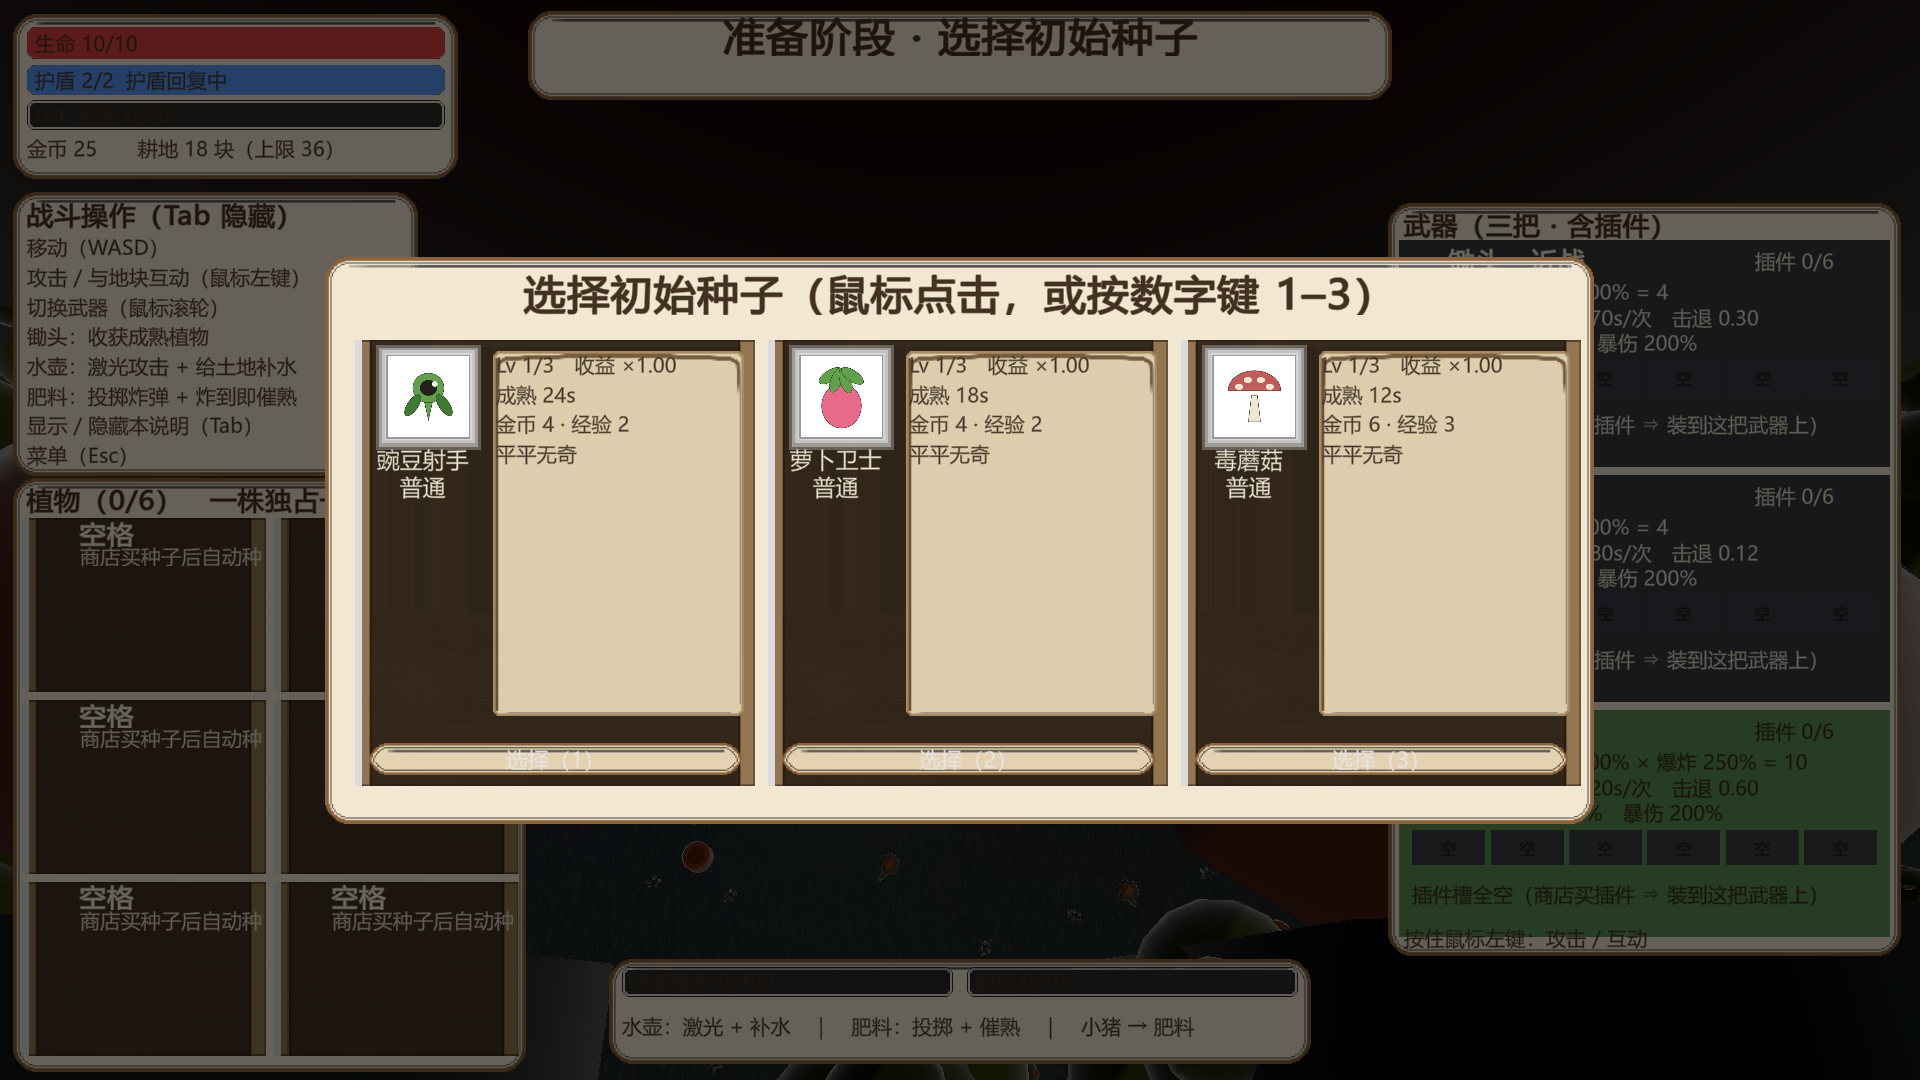 生命 10/10
护盾 2/2 护盾回复中
金币 25 耕地 18 块（上限 36）
准备阶段 · 选择初始种子
战斗操作（Tab 隐藏）
移动（WASD）
攻击 / 与地块互动（鼠标左键）
切换武器（鼠标滚轮）
锄头：收获成熟植物
水壶：激光攻击 + 给土地补水
肥料：投掷炸弹 + 炸到即催熟
显示 / 隐藏本说明（Tab）
菜单（Esc）
植物（0/6） 一株独占
空格
商店买种子后自动种
空格
商店买种子后自动种
空格
商店买种子后自动种
空格
商店买种子后自动种
选择初始种子（鼠标点击，或按数字键 1–3）
豌豆射手
普通
Lv 1/3 收益 ×1.00
成熟 24s
金币 4 · 经验 2
平平无奇
选择（1）
萝卜卫士
普通
Lv 1/3 收益 ×1.00
成熟 18s
金币 4 · 经验 2
平平无奇
选择（2）
毒蘑菇
普通
Lv 1/3 收益 ×1.00
成熟 12s
金币 6 · 经验 3
平平无奇
选择（3）
武器（三把 · 含插件）
插件 0/6
00% = 4
70s/次 击退 0.30
暴伤 200%
空 空 空 空
插件 ⇒ 装到这把武器上）
插件 0/6
00% = 4
30s/次 击退 0.12
暴伤 200%
空 空 空 空
插件 ⇒ 装到这把武器上）
插件 0/6
00% × 爆炸 250% = 10
20s/次 击退 0.60
% 暴伤 200%
空 空 空 空 空 空
插件槽全空（商店买插件 ⇒ 装到这把武器上）
按住鼠标左键：攻击 / 互动
水壶：激光 + 补水 | 肥料：投掷 + 催熟 | 小猪 → 肥料